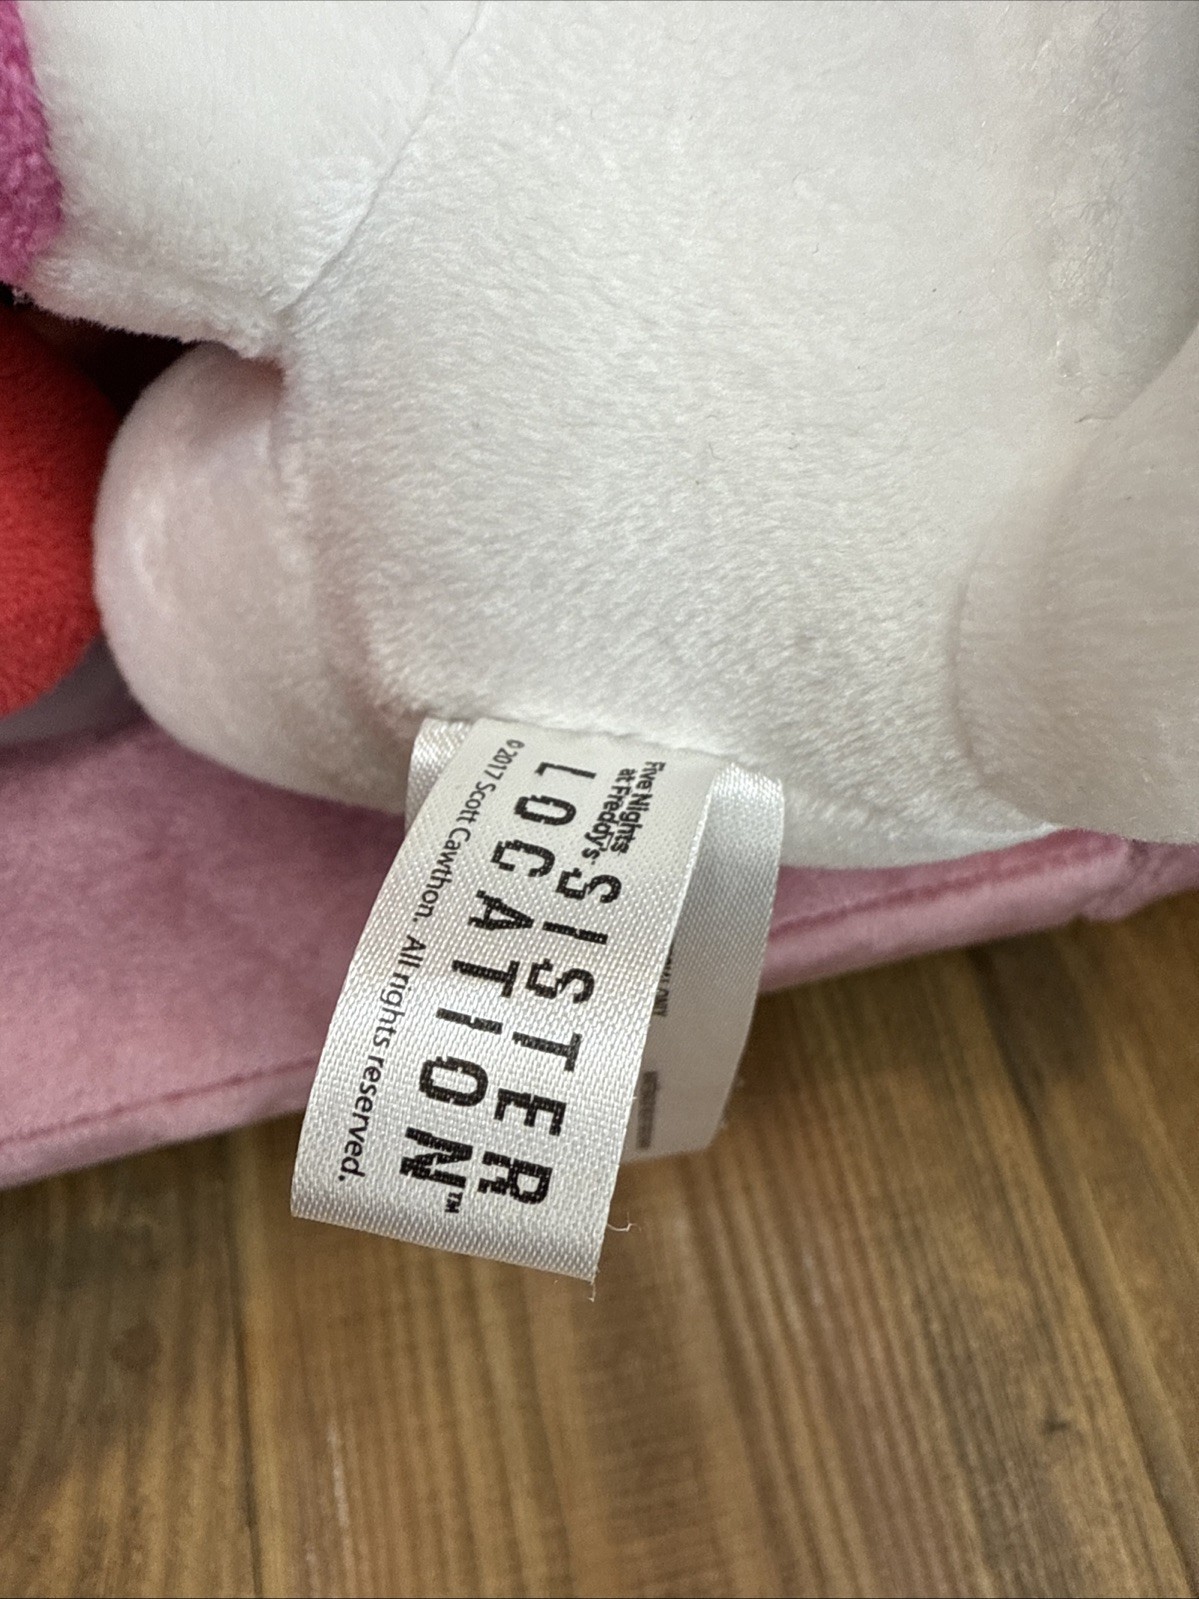 Five Nights
at Freddy's
SISTER
LOCATION™
©2017 Scott Cawthon. All rights reserved.